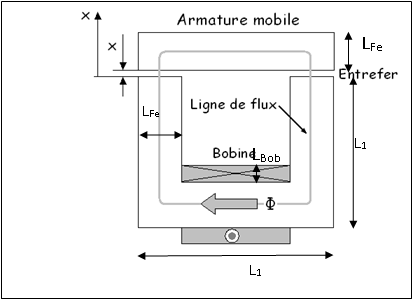 x
Armature mobile
x
LFe
Entrefer
LFe
Ligne de flux
L1
Bobine
LBob
Φ
L1